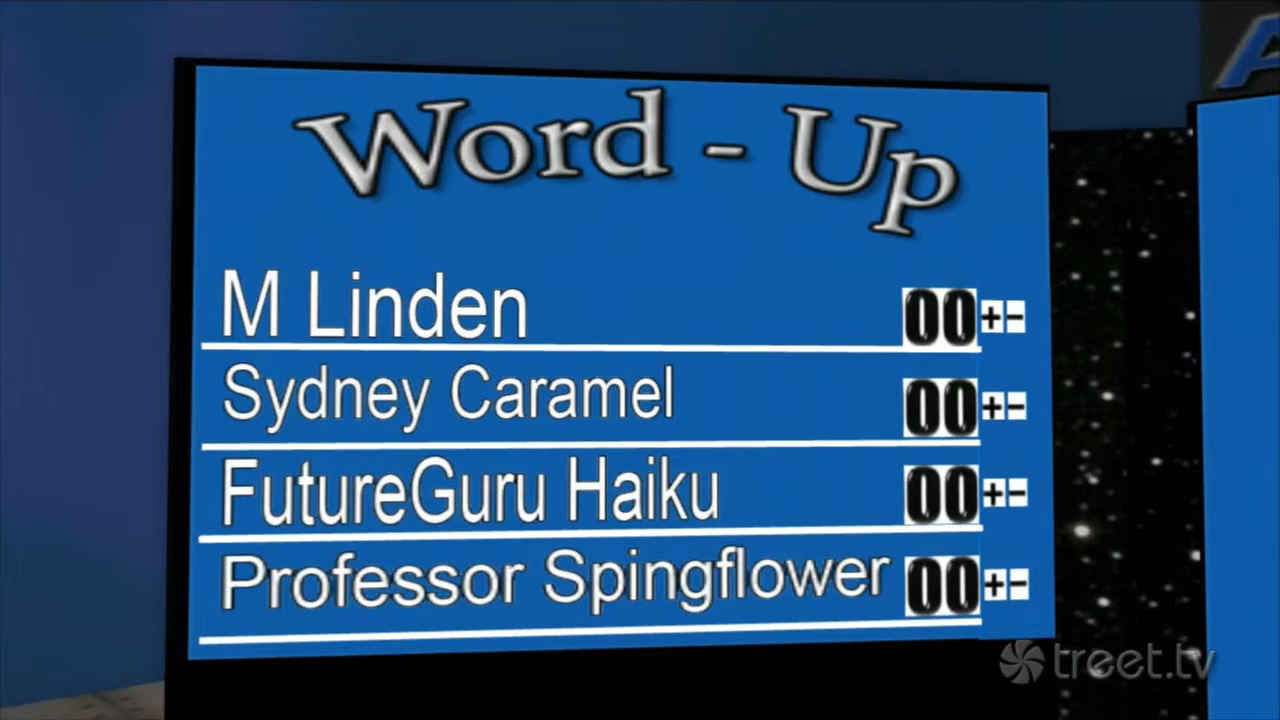 Word - Up
M Linden 00 + -
Sydney Caramel 00 + -
FutureGuru Haiku 00 + -
Professor Spingflower 00 + -
treet.tv